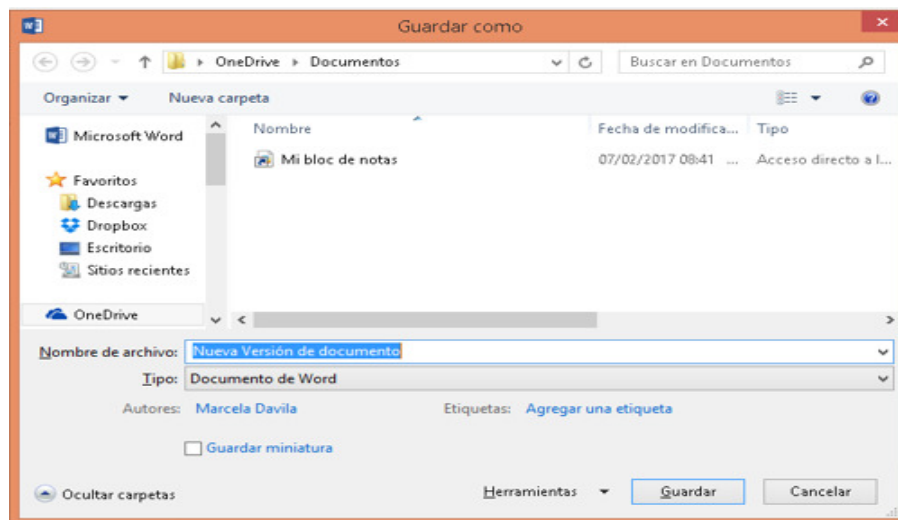 Guardar como
OneDrive Documentos
Buscar en Documentos
Organizar
Nueva carpeta
Microsoft Word
Favoritos
Descargas
Dropbox
Escritorio
Sitios recientes
OneDrive
Nombre
Fecha de modifica...
Tipo
Mi bloc de notas
07/02/2017 08:41 ...
Acceso directo a l...
Nombre de archivo: Nueva Versión de documento
Tipo: Documento de Word
Autores: Marcela Davila
Etiquetas: Agregar una etiqueta
Guardar miniatura
Ocultar carpetas
Herramientas
Guardar
Cancelar